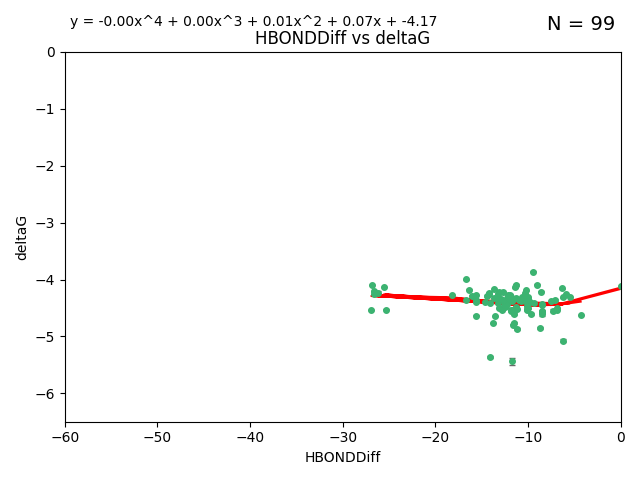 y = -0.00x^4 + 0.00x^3 + 0.01x^2 + 0.07x + -4.17
N = 99
HBONDDiff vs deltaG
0
−1
−2
−3
−4
−5
−6
deltaG
−60
−50
−40
−30
−20
−10
0
HBONDDiff